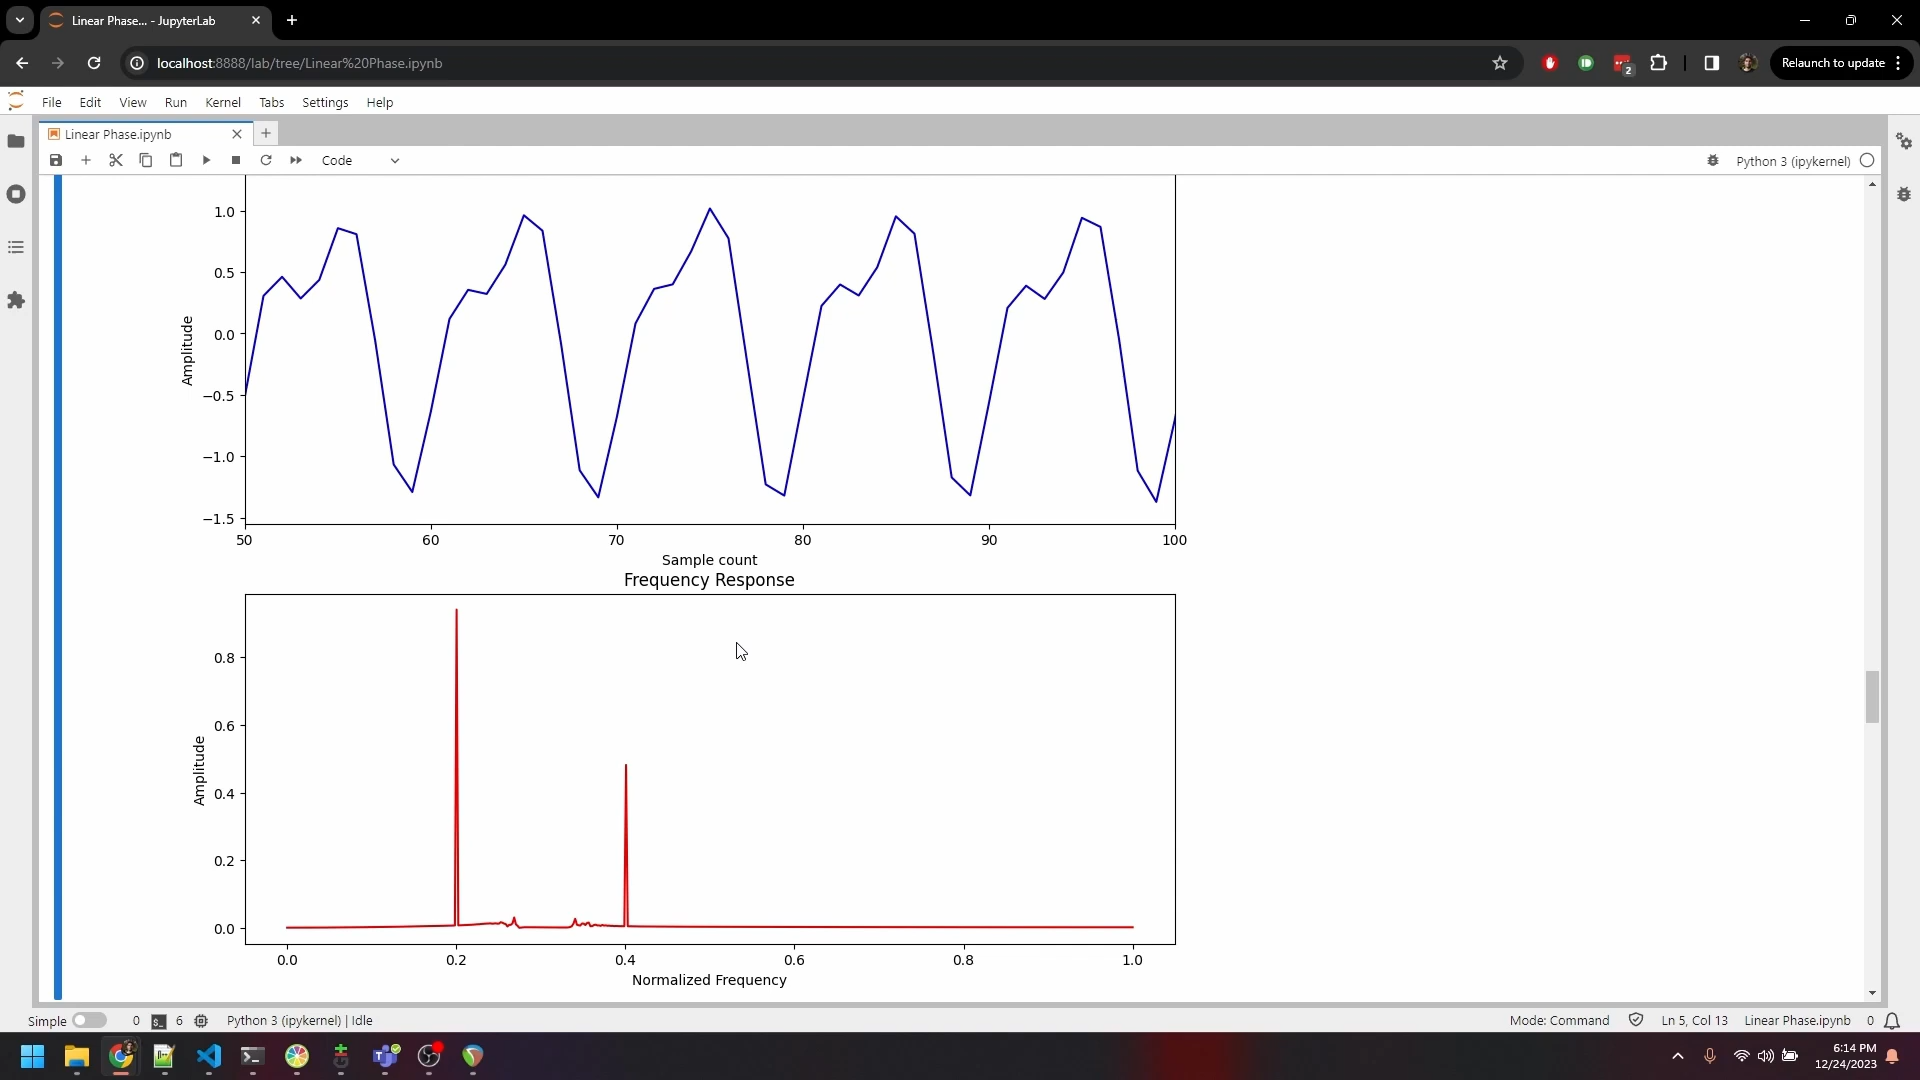 Linear Phase... - JupyterLab
localhost:8888/lab/tree/Linear%20Phase.ipynb
2
Relaunch to update
File Edit View Run Kernel Tabs Settings Help
Linear Phase.ipynb
Code
Python 3 (ipykernel)
1.0
0.5
0.0
−0.5
−1.0
−1.5
Amplitude
50 60 70 80 90 100
Sample count
Frequency Response
0.8
0.6
0.4
0.2
0.0
Amplitude
0.0 0.2 0.4 0.6 0.8 1.0
Normalized Frequency
Simple 0 $_ 6 Python 3 (ipykernel) | Idle Mode: Command Ln 5, Col 13 Linear Phase.ipynb 0
6:14 PM
12/24/2023